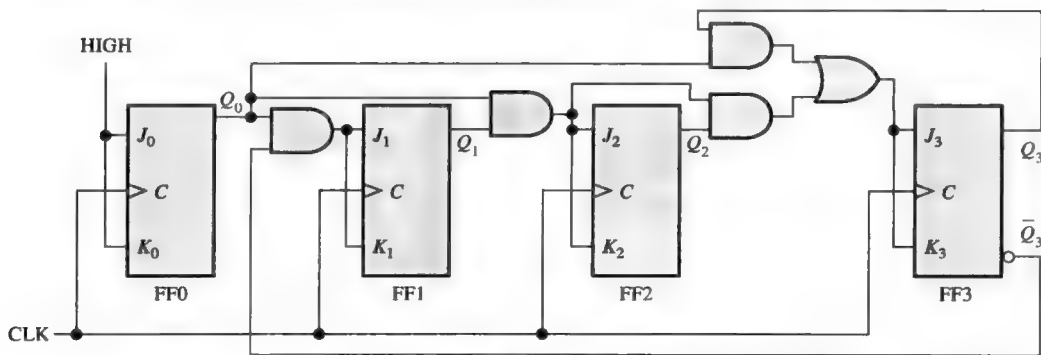 HIGH
Q₀
J₀
C
K₀
FF0
J₁
C
K₁
FF1
Q₁
J₂
C
K₂
FF2
Q₂
J₃
C
K₃
FF3
Q₃
Q̄₃
CLK